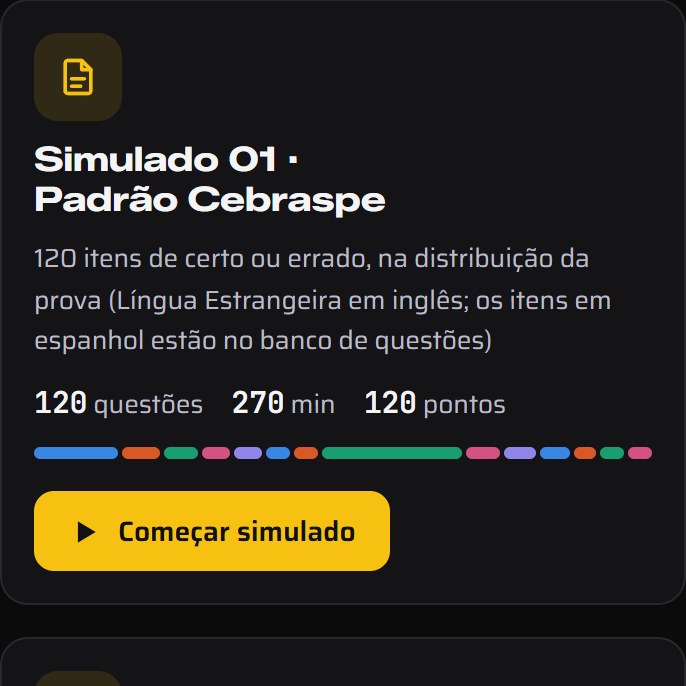 Simulado 01 ·
Padrão Cebraspe
120 itens de certo ou errado, na distribuição da
prova (Língua Estrangeira em inglês; os itens em
espanhol estão no banco de questões)
120 questões 270 min 120 pontos
Começar simulado